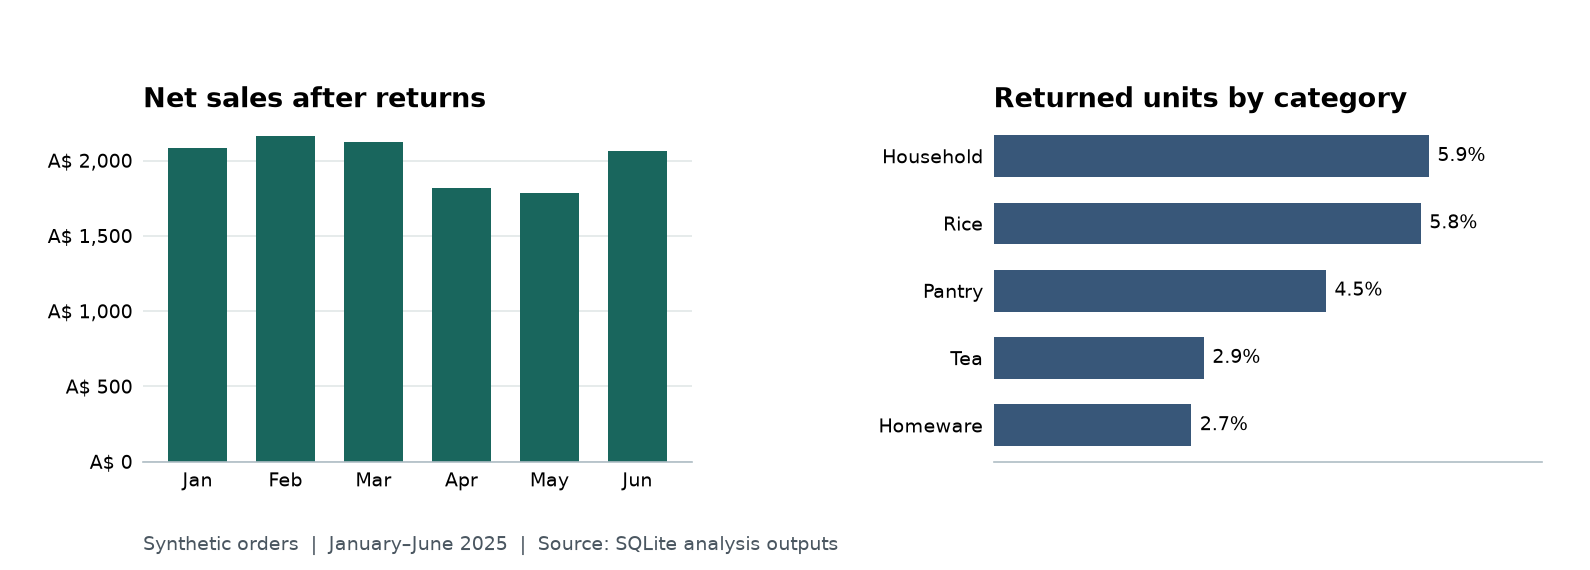 Net sales after returns
A$ 2,000
A$ 1,500
A$ 1,000
A$ 500
A$ 0
Jan Feb Mar Apr May Jun
Returned units by category
Household 5.9%
Rice 5.8%
Pantry 4.5%
Tea 2.9%
Homeware 2.7%
Synthetic orders | January–June 2025 | Source: SQLite analysis outputs